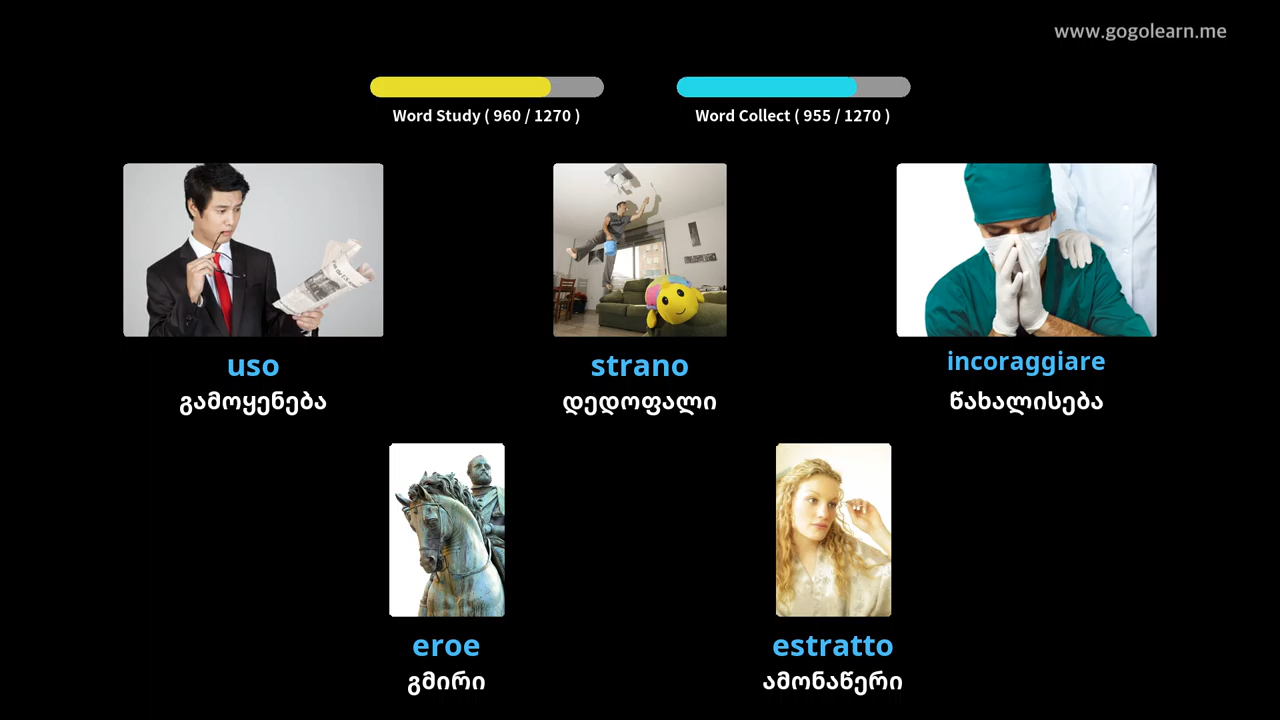 www.gogolearn.me
Word Study ( 960 / 1270 )
Word Collect ( 955 / 1270 )
uso
გამოყენება
strano
დედოფალი
incoraggiare
წახალისება
eroe
გმირი
estratto
ამონაწერი